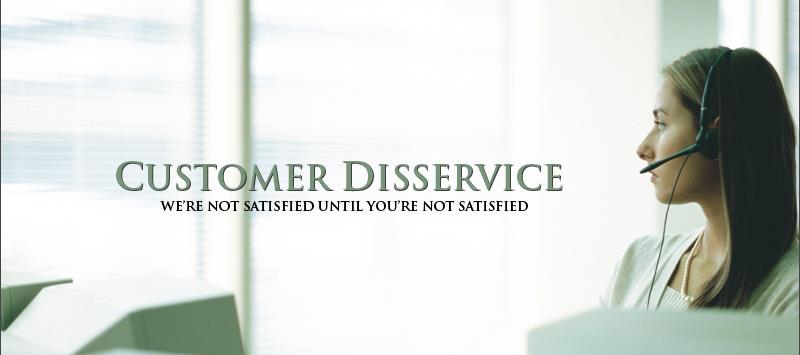 Customer Disservice
We're not satisfied until you're not satisfied